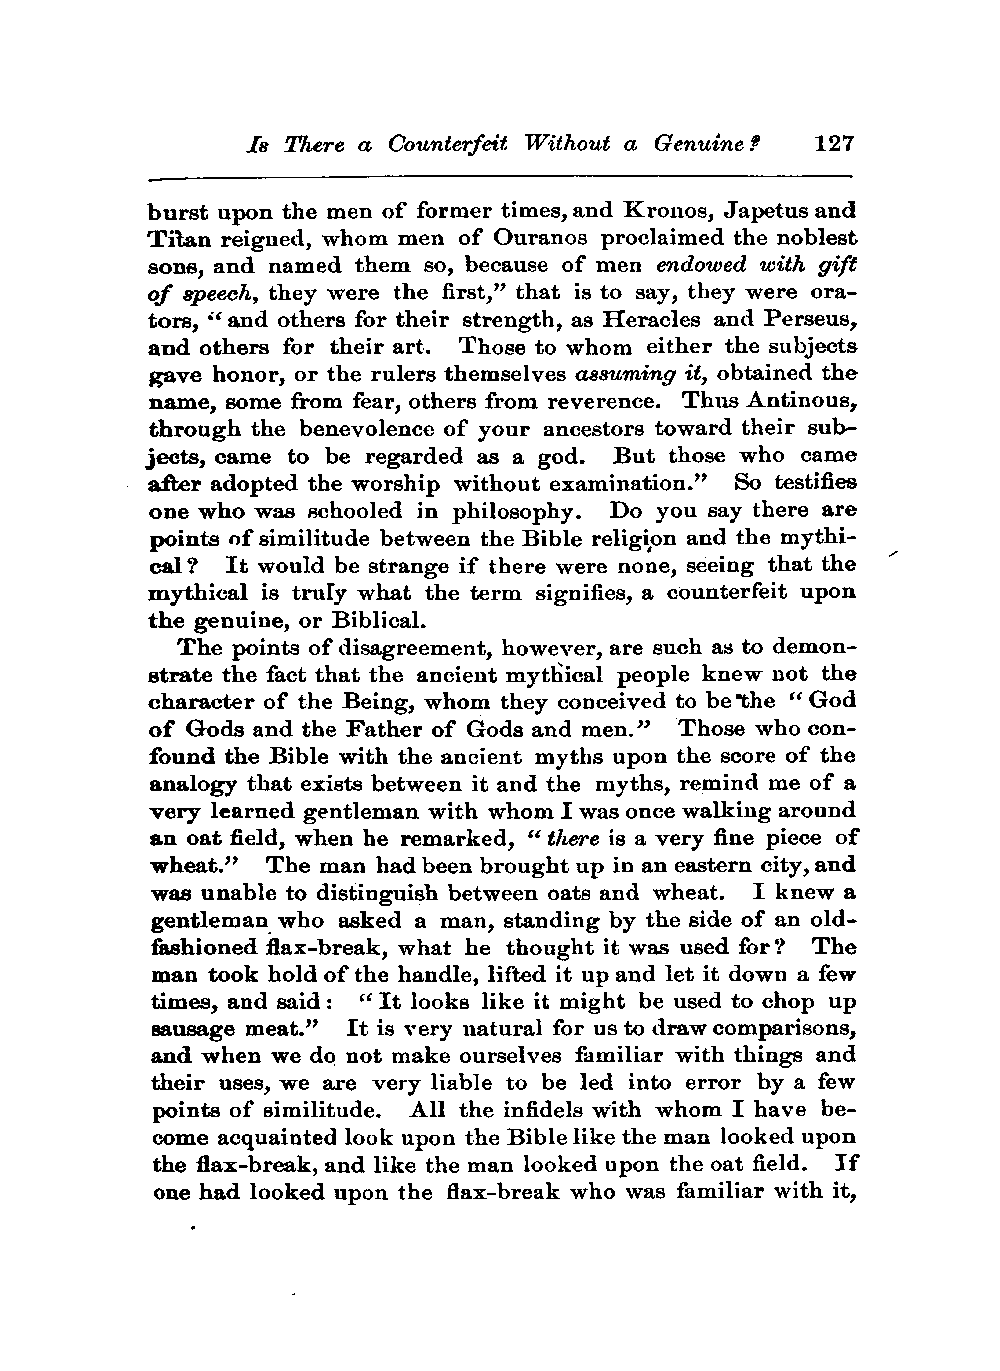 Is There a Counterfeit Without a Genuine? 127
burst upon the men of former times, and Kronos, Japetus and
Titan reigned, whom men of Ouranos proclaimed the noblest
sons, and named them so, because of men endowed with gift
of speech, they were the first,” that is to say, they were ora-
tors, “and others for their strength, as Heracles and Perseus,
and others for their art. Those to whom either the subjects
gave honor, or the rulers themselves assuming it, obtained the
name, some from fear, others from reverence. Thus Antinous,
through the benevolence of your ancestors toward their sub-
jects, came to be regarded as a god. But those who came
after adopted the worship without examination.” So testifies
one who was schooled in philosophy. Do you say there are
points of similitude between the Bible religion and the mythi-
cal? It would be strange if there were none, seeing that the
mythical is truly what the term signifies, a counterfeit upon
the genuine, or Biblical.
The points of disagreement, however, are such as to demon-
strate the fact that the ancient mythical people knew not the
character of the Being, whom they conceived to be the “God
of Gods and the Father of Gods and men.” Those who con-
found the Bible with the ancient myths upon the score of the
analogy that exists between it and the myths, remind me of a
very learned gentleman with whom I was once walking around
an oat field, when he remarked, “there is a very fine piece of
wheat.” The man had been brought up in an eastern city, and
was unable to distinguish between oats and wheat. I knew a
gentleman who asked a man, standing by the side of an old-
fashioned flax-break, what he thought it was used for? The
man took hold of the handle, lifted it up and let it down a few
times, and said: “It looks like it might be used to chop up
sausage meat.” It is very natural for us to draw comparisons,
and when we do not make ourselves familiar with things and
their uses, we are very liable to be led into error by a few
points of similitude. All the infidels with whom I have be-
come acquainted look upon the Bible like the man looked upon
the flax-break, and like the man looked upon the oat field. If
one had looked upon the flax-break who was familiar with it,